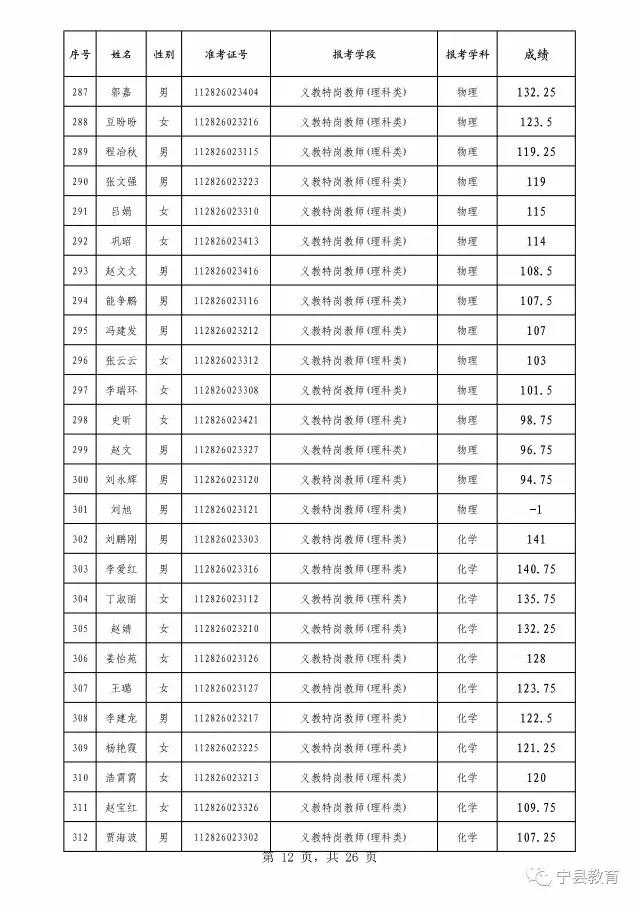 序号 姓名 性别 准考证号 报考学段 报考学科 成绩
287 郭嘉 男 112826023404 义教特岗教师(理科类) 物理 132.25
288 豆盼盼 女 112826023216 义教特岗教师(理科类) 物理 123.5
289 程冶秋 男 112826023115 义教特岗教师(理科类) 物理 119.25
290 张文强 男 112826023223 义教特岗教师(理科类) 物理 119
291 吕娟 女 112826023310 义教特岗教师(理科类) 物理 115
292 巩昭 女 112826023413 义教特岗教师(理科类) 物理 114
293 赵文文 男 112826023416 义教特岗教师(理科类) 物理 108.5
294 能争鹏 男 112826023116 义教特岗教师(理科类) 物理 107.5
295 冯建发 男 112826023212 义教特岗教师(理科类) 物理 107
296 张云云 女 112826023312 义教特岗教师(理科类) 物理 103
297 李瑞环 女 112826023308 义教特岗教师(理科类) 物理 101.5
298 史昕 女 112826023421 义教特岗教师(理科类) 物理 98.75
299 赵文 男 112826023327 义教特岗教师(理科类) 物理 96.75
300 刘永辉 男 112826023120 义教特岗教师(理科类) 物理 94.75
301 刘旭 男 112826023121 义教特岗教师(理科类) 物理 -1
302 刘鹏刚 男 112826023303 义教特岗教师(理科类) 化学 141
303 李爱红 男 112826023316 义教特岗教师(理科类) 化学 140.75
304 丁淑丽 女 112826023112 义教特岗教师(理科类) 化学 135.75
305 赵婧 女 112826023210 义教特岗教师(理科类) 化学 132.25
306 姜怡苑 女 112826023126 义教特岗教师(理科类) 化学 128
307 王璐 女 112826023127 义教特岗教师(理科类) 化学 123.75
308 李建龙 男 112826023217 义教特岗教师(理科类) 化学 122.5
309 杨艳霞 女 112826023225 义教特岗教师(理科类) 化学 121.25
310 浩霄霄 女 112826023213 义教特岗教师(理科类) 化学 120
311 赵宝红 女 112826023326 义教特岗教师(理科类) 化学 109.75
312 贾海波 男 112826023302 义教特岗教师(理科类) 化学 107.25
第 12 页，共 26 页
宁县教育